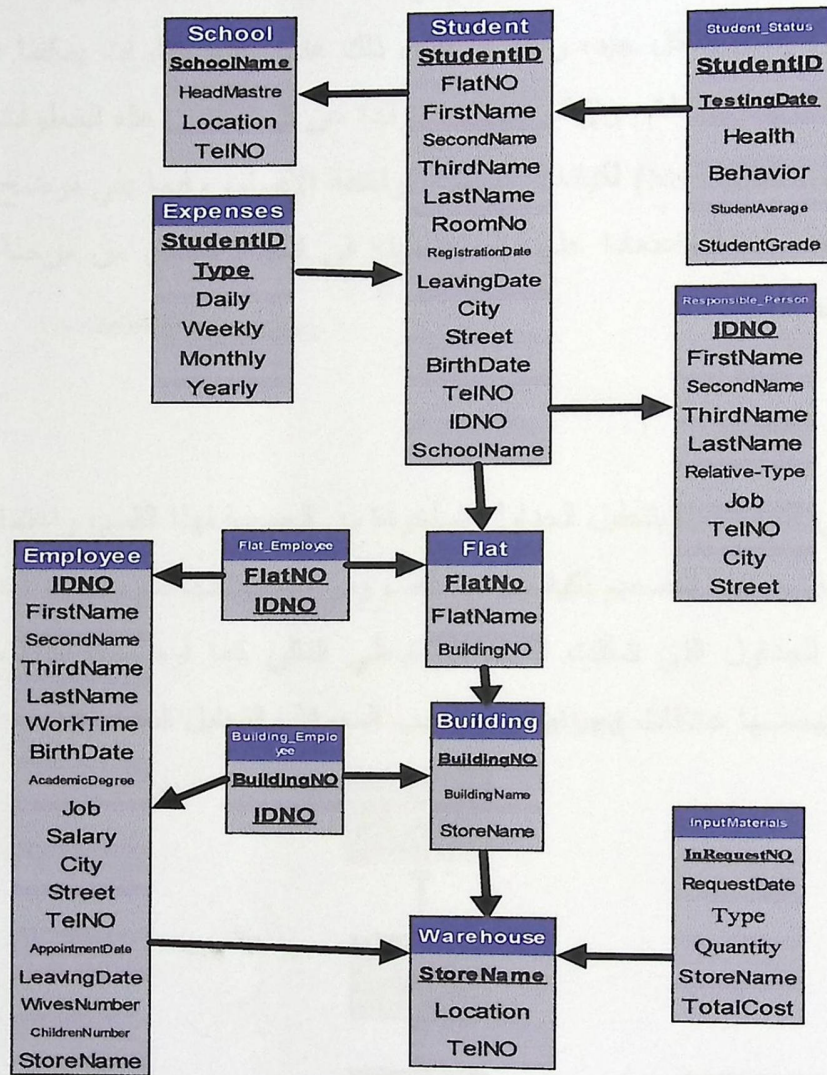 School
SchoolName
HeadMastre
Location
TelNO
Student
StudentID
FlatNO
FirstName
SecondName
ThirdName
LastName
RoomNo
RegistrationDate
LeavingDate
City
Street
BirthDate
TelNO
IDNO
SchoolName
Student_Status
StudentID
TestingDate
Health
Behavior
StudentAverage
StudentGrade
Expenses
StudentID
Type
Daily
Weekly
Monthly
Yearly
Responsible_Person
IDNO
FirstName
SecondName
ThirdName
LastName
Relative-Type
Job
TelNO
City
Street
Employee
IDNO
FirstName
SecondName
ThirdName
LastName
WorkTime
BirthDate
AcademicDegree
Job
Salary
City
Street
TelNO
AppointmentDate
LeavingDate
WivesNumber
ChildrenNumber
StoreName
Flat_Employee
FlatNO
IDNO
Flat
FlatNo
FlatName
BuildingNO
Building_Emplo
yee
BuildingNO
IDNO
Building
BuildingNO
BuildingName
StoreName
Warehouse
StoreName
Location
TelNO
InputMaterials
InRequestNO
RequestDate
Type
Quantity
StoreName
TotalCost